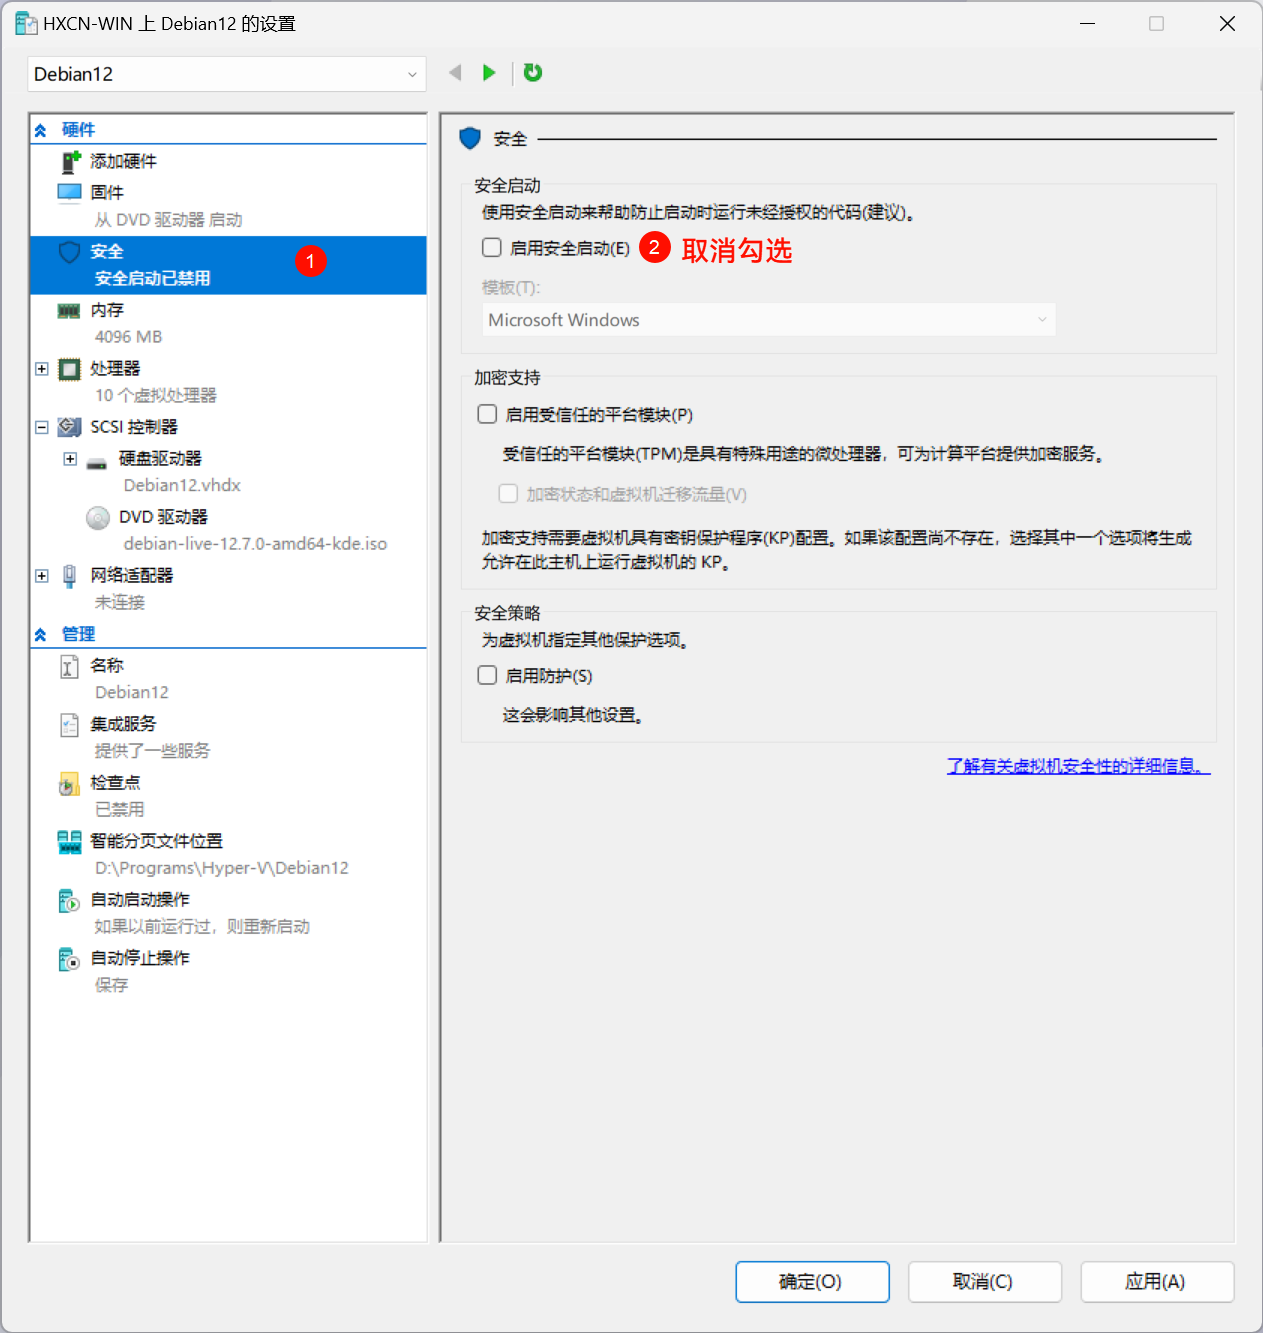 HXCN-WIN 上 Debian12 的设置
Debian12
硬件
添加硬件
固件
从 DVD 驱动器 启动
安全
安全启动已禁用
1
内存
4096 MB
处理器
10 个虚拟处理器
SCSI 控制器
硬盘驱动器
Debian12.vhdx
DVD 驱动器
debian-live-12.7.0-amd64-kde.iso
网络适配器
未连接
管理
名称
Debian12
集成服务
提供了一些服务
检查点
已禁用
智能分页文件位置
D:\Programs\Hyper-V\Debian12
自动启动操作
如果以前运行过，则重新启动
自动停止操作
保存
安全
安全启动
使用安全启动来帮助防止启动时运行未经授权的代码(建议)。
启用安全启动(E) 2 取消勾选
模板(T):
Microsoft Windows
加密支持
启用受信任的平台模块(P)
受信任的平台模块(TPM)是具有特殊用途的微处理器，可为计算平台提供加密服务。
加密状态和虚拟机迁移流量(V)
加密支持需要虚拟机具有密钥保护程序(KP)配置。如果该配置尚不存在，选择其中一个选项将生成
允许在此主机上运行虚拟机的 KP。
安全策略
为虚拟机指定其他保护选项。
启用防护(S)
这会影响其他设置。
了解有关虚拟机安全性的详细信息。
确定(O)
取消(C)
应用(A)